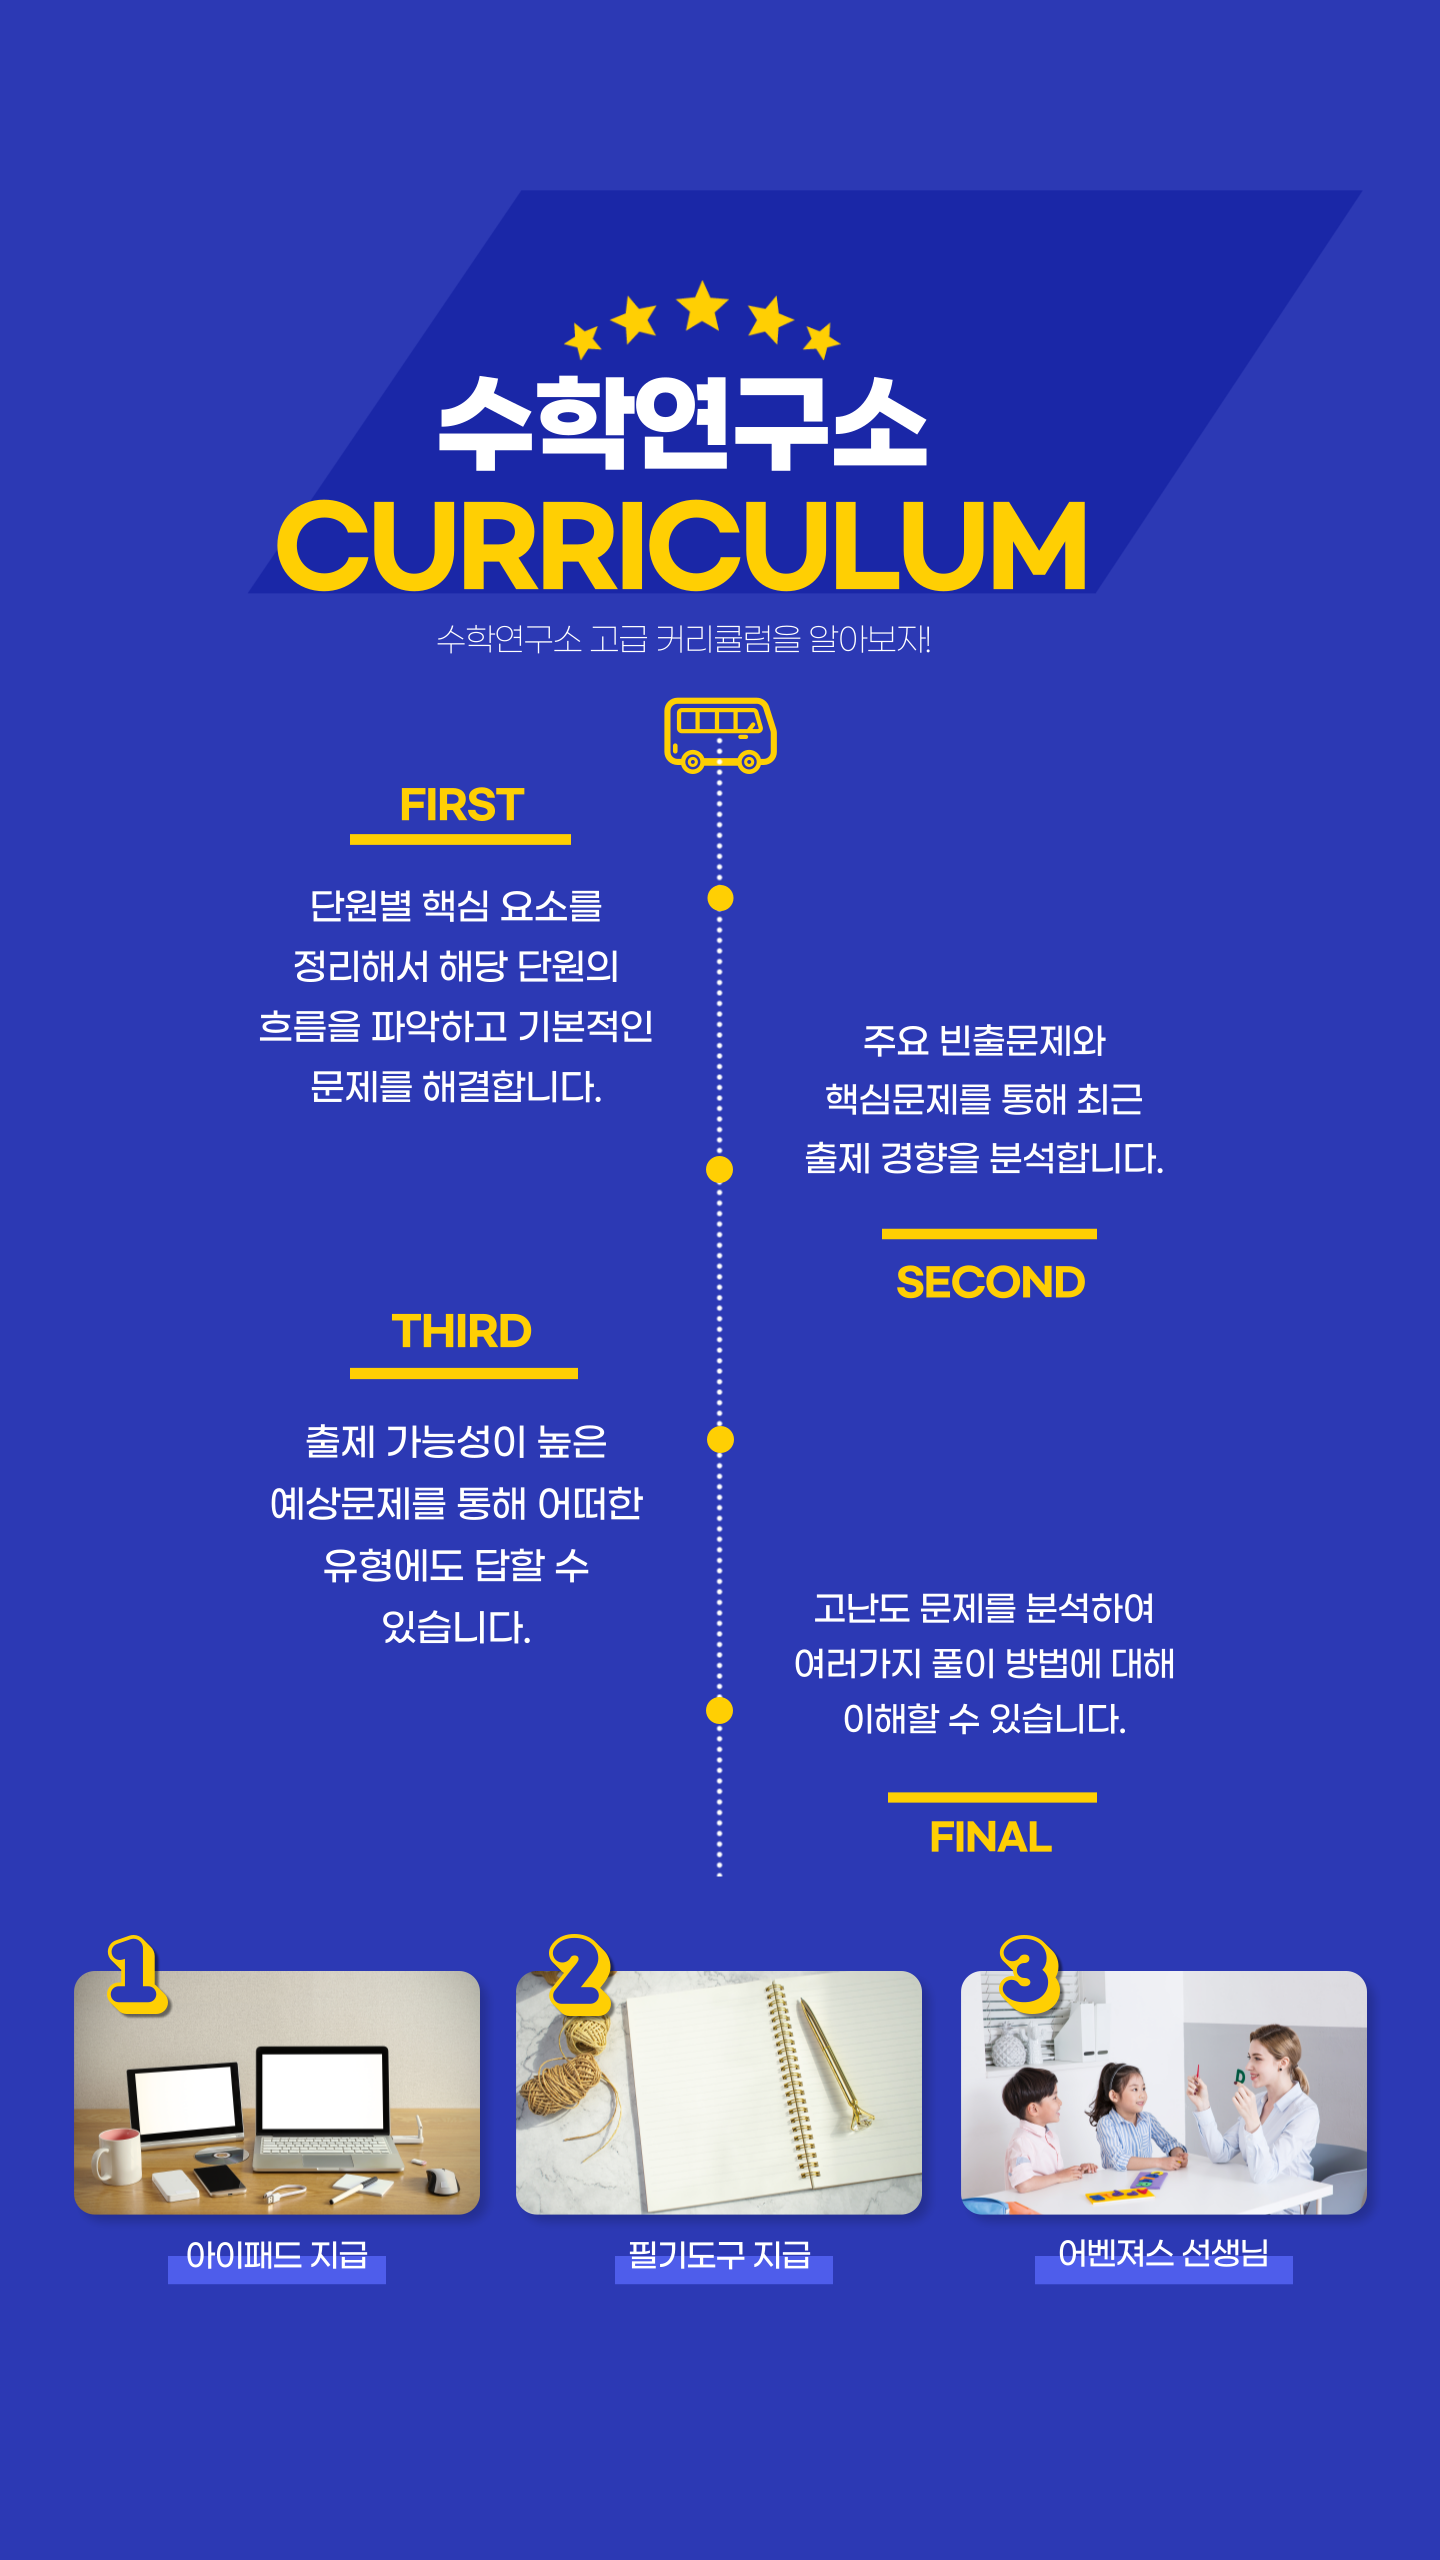 수학연구소
CURRICULUM
수학연구소 고급 커리큘럼을 알아보자!
FIRST
단원별 핵심 요소를
정리해서 해당 단원의
흐름을 파악하고 기본적인
문제를 해결합니다.
주요 빈출문제와
핵심문제를 통해 최근
출제 경향을 분석합니다.
SECOND
THIRD
출제 가능성이 높은
예상문제를 통해 어떠한
유형에도 답할 수
있습니다.
고난도 문제를 분석하여
여러가지 풀이 방법에 대해
이해할 수 있습니다.
FINAL
1
아이패드 지급
2
필기도구 지급
3
어벤져스 선생님